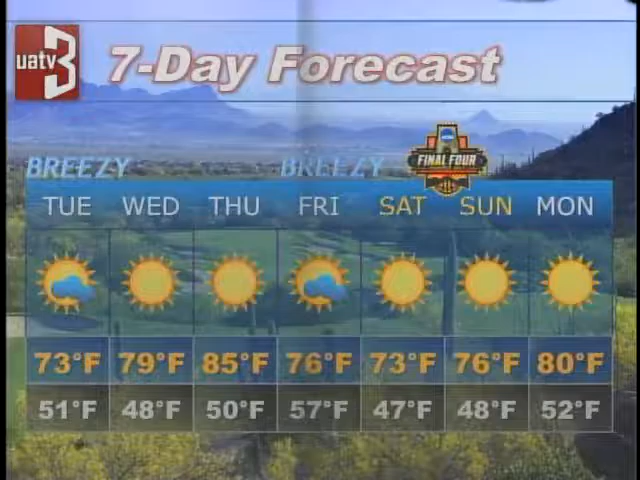 uatv 3
7-Day Forecast
BREEZY BREEZY
FINAL FOUR
TUE WED THU FRI SAT SUN MON
73°F 79°F 85°F 76°F 73°F 76°F 80°F
51°F 48°F 50°F 57°F 47°F 48°F 52°F